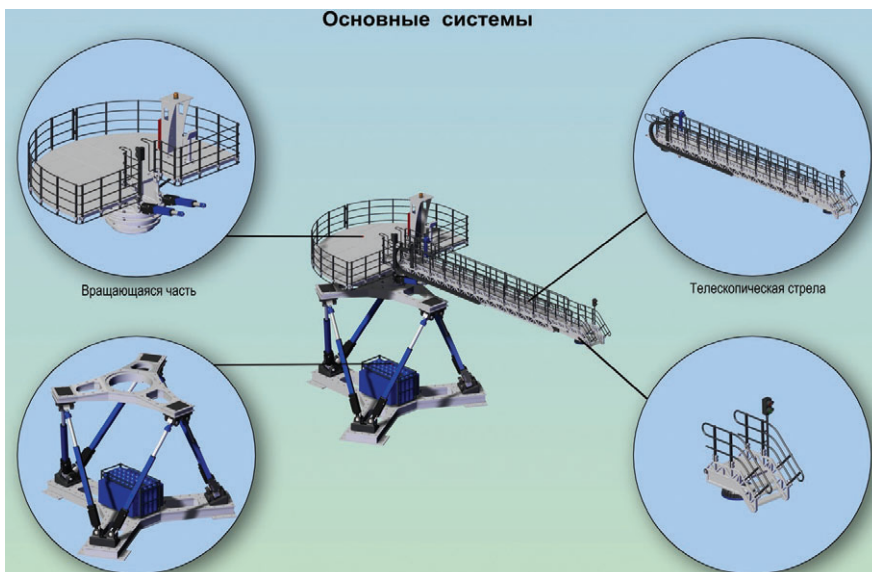 Основные системы
Вращающаяся часть
Телескопическая стрела